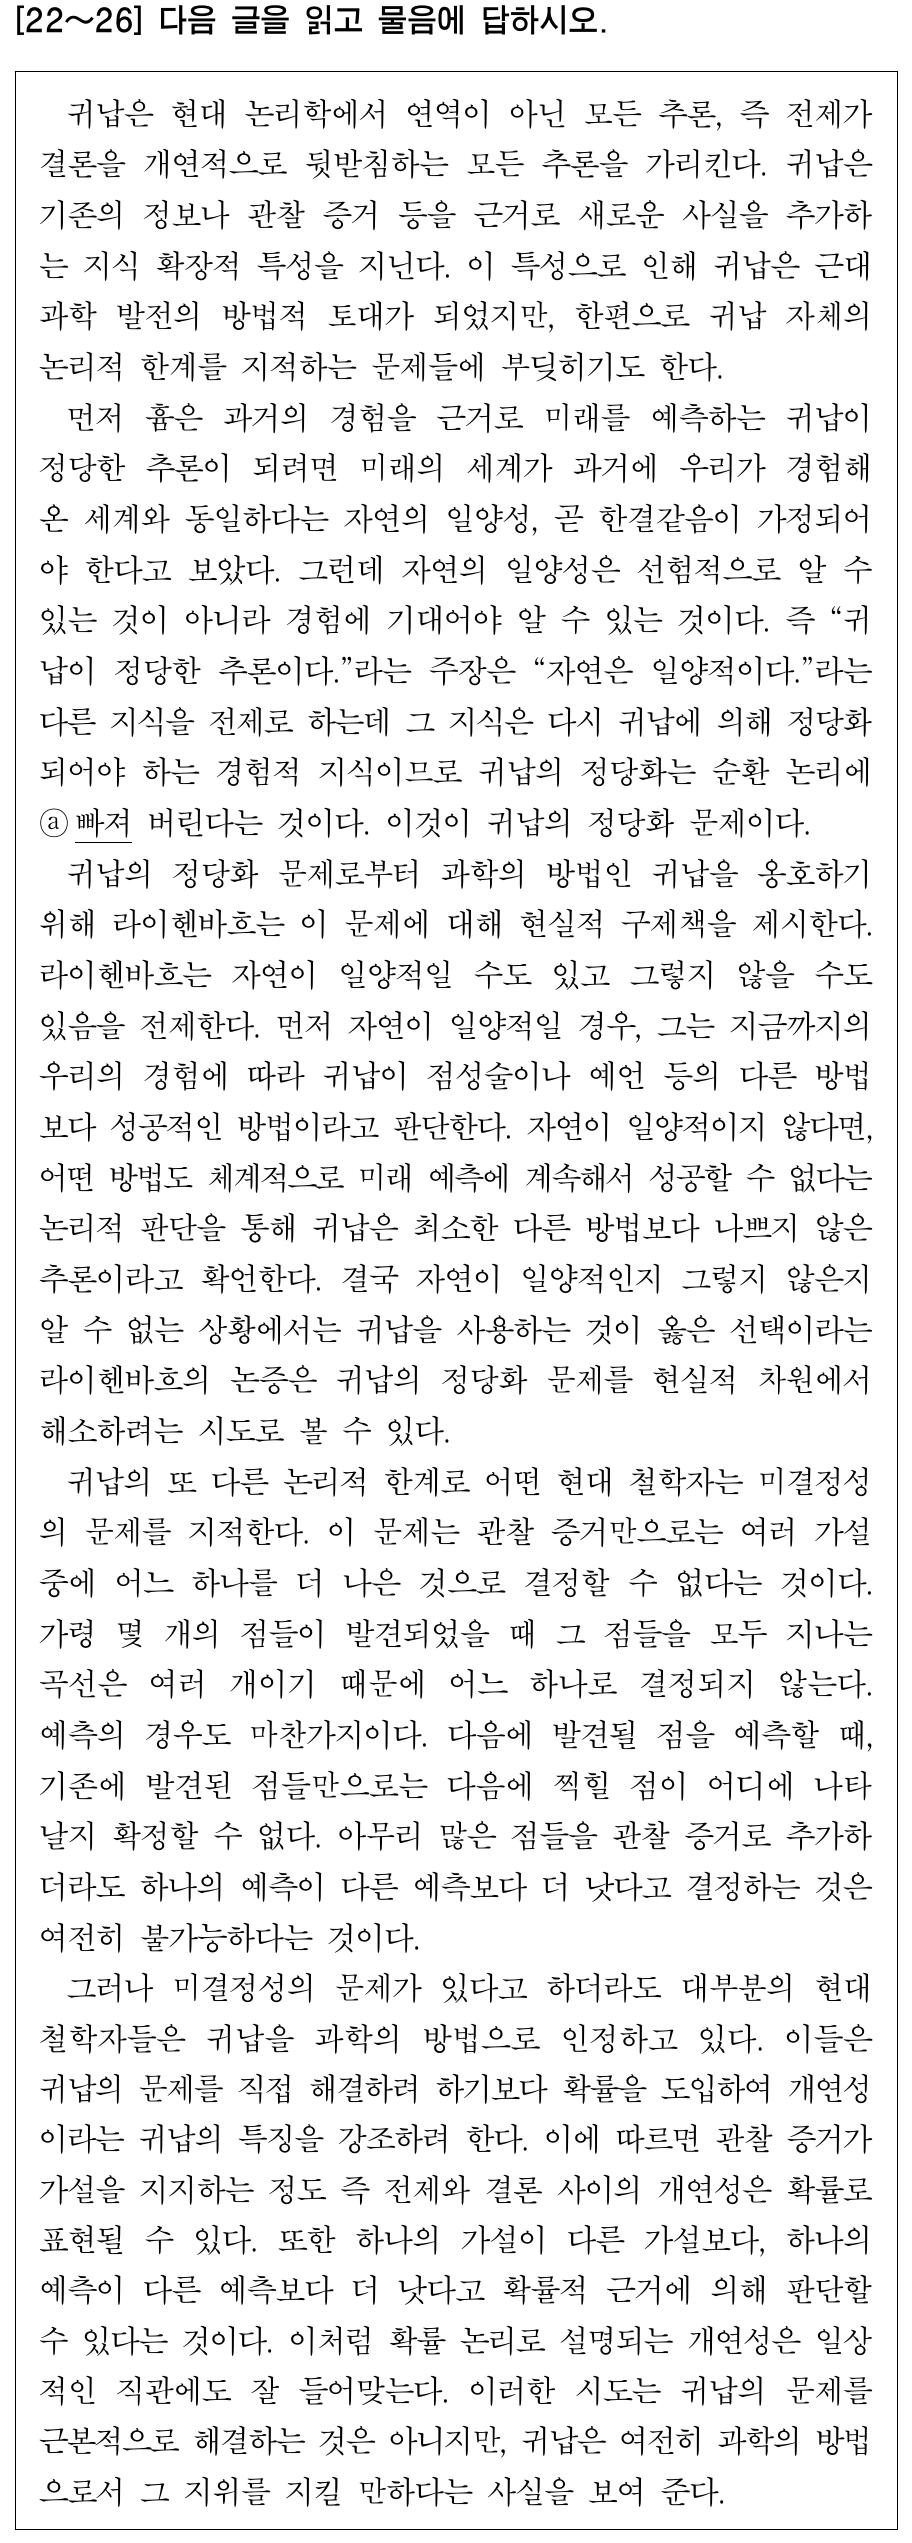 [22～26] 다음 글을 읽고 물음에 답하시오.
귀납은 현대 논리학에서 연역이 아닌 모든 추론, 즉 전제가
결론을 개연적으로 뒷받침하는 모든 추론을 가리킨다. 귀납은
기존의 정보나 관찰 증거 등을 근거로 새로운 사실을 추가하
는 지식 확장적 특성을 지닌다. 이 특성으로 인해 귀납은 근대
과학 발전의 방법적 토대가 되었지만, 한편으로 귀납 자체의
논리적 한계를 지적하는 문제들에 부딪히기도 한다.
먼저 흄은 과거의 경험을 근거로 미래를 예측하는 귀납이
정당한 추론이 되려면 미래의 세계가 과거에 우리가 경험해
온 세계와 동일하다는 자연의 일양성, 곧 한결같음이 가정되어
야 한다고 보았다. 그런데 자연의 일양성은 선험적으로 알 수
있는 것이 아니라 경험에 기대어야 알 수 있는 것이다. 즉 “귀
납이 정당한 추론이다.”라는 주장은 “자연은 일양적이다.”라는
다른 지식을 전제로 하는데 그 지식은 다시 귀납에 의해 정당화
되어야 하는 경험적 지식이므로 귀납의 정당화는 순환 논리에
ⓐ빠져 버린다는 것이다. 이것이 귀납의 정당화 문제이다.
귀납의 정당화 문제로부터 과학의 방법인 귀납을 옹호하기
위해 라이헨바흐는 이 문제에 대해 현실적 구제책을 제시한다.
라이헨바흐는 자연이 일양적일 수도 있고 그렇지 않을 수도
있음을 전제한다. 먼저 자연이 일양적일 경우, 그는 지금까지의
우리의 경험에 따라 귀납이 점성술이나 예언 등의 다른 방법
보다 성공적인 방법이라고 판단한다. 자연이 일양적이지 않다면,
어떤 방법도 체계적으로 미래 예측에 계속해서 성공할 수 없다는
논리적 판단을 통해 귀납은 최소한 다른 방법보다 나쁘지 않은
추론이라고 확언한다. 결국 자연이 일양적인지 그렇지 않은지
알 수 없는 상황에서는 귀납을 사용하는 것이 옳은 선택이라는
라이헨바흐의 논증은 귀납의 정당화 문제를 현실적 차원에서
해소하려는 시도로 볼 수 있다.
귀납의 또 다른 논리적 한계로 어떤 현대 철학자는 미결정성
의 문제를 지적한다. 이 문제는 관찰 증거만으로는 여러 가설
중에 어느 하나를 더 나은 것으로 결정할 수 없다는 것이다.
가령 몇 개의 점들이 발견되었을 때 그 점들을 모두 지나는
곡선은 여러 개이기 때문에 어느 하나로 결정되지 않는다.
예측의 경우도 마찬가지이다. 다음에 발견될 점을 예측할 때,
기존에 발견된 점들만으로는 다음에 찍힐 점이 어디에 나타
날지 확정할 수 없다. 아무리 많은 점들을 관찰 증거로 추가하
더라도 하나의 예측이 다른 예측보다 더 낫다고 결정하는 것은
여전히 불가능하다는 것이다.
그러나 미결정성의 문제가 있다고 하더라도 대부분의 현대
철학자들은 귀납을 과학의 방법으로 인정하고 있다. 이들은
귀납의 문제를 직접 해결하려 하기보다 확률을 도입하여 개연성
이라는 귀납의 특징을 강조하려 한다. 이에 따르면 관찰 증거가
가설을 지지하는 정도 즉 전제와 결론 사이의 개연성은 확률로
표현될 수 있다. 또한 하나의 가설이 다른 가설보다, 하나의
예측이 다른 예측보다 더 낫다고 확률적 근거에 의해 판단할
수 있다는 것이다. 이처럼 확률 논리로 설명되는 개연성은 일상
적인 직관에도 잘 들어맞는다. 이러한 시도는 귀납의 문제를
근본적으로 해결하는 것은 아니지만, 귀납은 여전히 과학의 방법
으로서 그 지위를 지킬 만하다는 사실을 보여 준다.